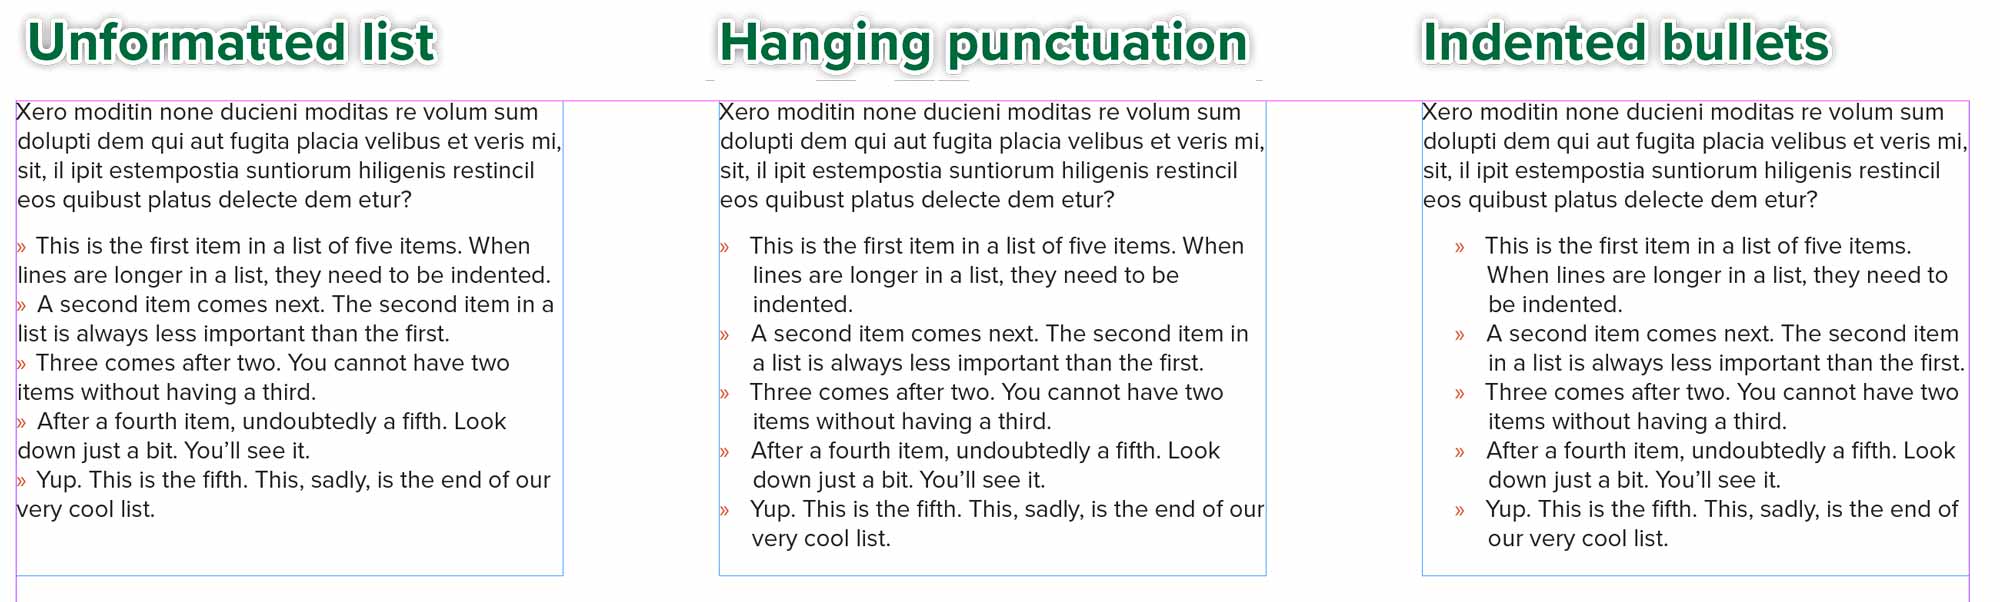 Unformatted list
Xero moditin none ducieni moditas re volum sum
dolupti dem qui aut fugita placia velibus et veris mi,
sit, il ipit estempostia suntiorum hiligenis restincil
eos quibust platus delecte dem etur?
» This is the first item in a list of five items. When
lines are longer in a list, they need to be indented.
» A second item comes next. The second item in a
list is always less important than the first.
» Three comes after two. You cannot have two
items without having a third.
» After a fourth item, undoubtedly a fifth. Look
down just a bit. You’ll see it.
» Yup. This is the fifth. This, sadly, is the end of our
very cool list.
Hanging punctuation
Xero moditin none ducieni moditas re volum sum
dolupti dem qui aut fugita placia velibus et veris mi,
sit, il ipit estempostia suntiorum hiligenis restincil
eos quibust platus delecte dem etur?
» This is the first item in a list of five items. When
lines are longer in a list, they need to be
indented.
» A second item comes next. The second item in
a list is always less important than the first.
» Three comes after two. You cannot have two
items without having a third.
» After a fourth item, undoubtedly a fifth. Look
down just a bit. You’ll see it.
» Yup. This is the fifth. This, sadly, is the end of our
very cool list.
Indented bullets
Xero moditin none ducieni moditas re volum sum
dolupti dem qui aut fugita placia velibus et veris mi,
sit, il ipit estempostia suntiorum hiligenis restincil
eos quibust platus delecte dem etur?
» This is the first item in a list of five items.
When lines are longer in a list, they need to
be indented.
» A second item comes next. The second item
in a list is always less important than the first.
» Three comes after two. You cannot have two
items without having a third.
» After a fourth item, undoubtedly a fifth. Look
down just a bit. You’ll see it.
» Yup. This is the fifth. This, sadly, is the end of
our very cool list.